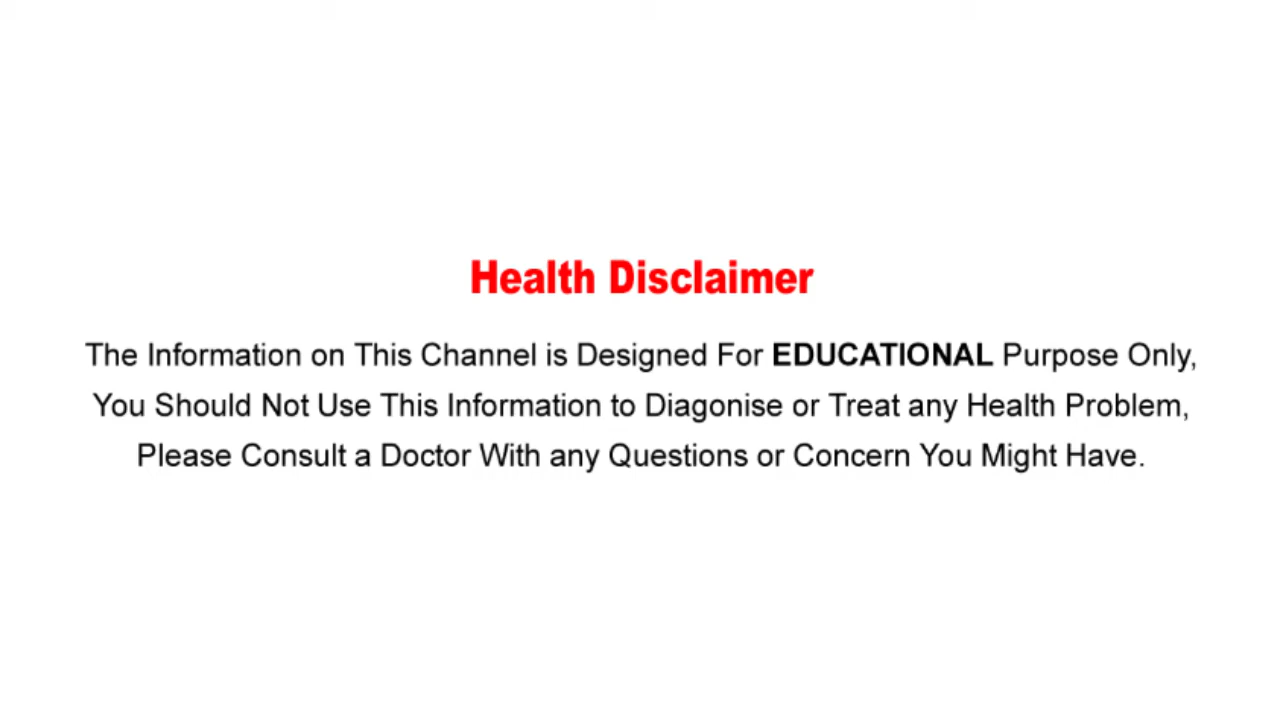 Health Disclaimer
The Information on This Channel is Designed For EDUCATIONAL Purpose Only,
You Should Not Use This Information to Diagonise or Treat any Health Problem,
Please Consult a Doctor With any Questions or Concern You Might Have.